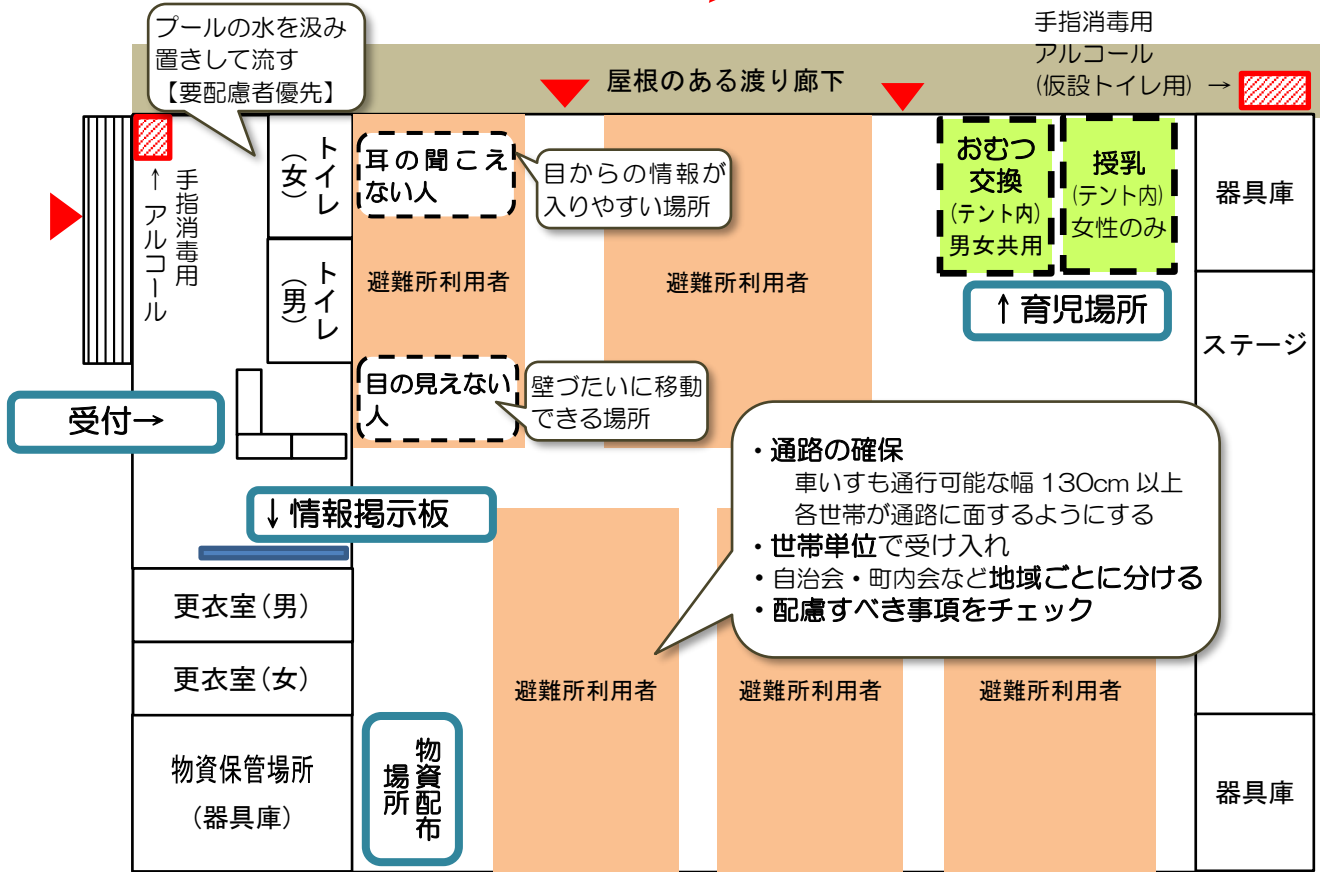 プールの水を汲み
置きして流す
【要配慮者優先】
屋根のある渡り廊下
手指消毒用
アルコール
(仮設トイレ用) →
手指消毒用
← アルコール
トイレ
(女)
トイレ
(男)
耳の聞こえ
ない人
目からの情報が
入りやすい場所
避難所利用者
避難所利用者
おむつ
交換
(テント内)
男女共用
授乳
(テント内)
女性のみ
↑育児場所
器具庫
ステージ
目の見えない
人
壁づたいに移動
できる場所
受付→
↓情報掲示板
・通路の確保
車いすも通行可能な幅 130cm 以上
各世帯が通路に面するようにする
・世帯単位で受け入れ
・自治会・町内会など地域ごとに分ける
・配慮すべき事項をチェック
更衣室(男)
更衣室(女)
物資保管場所
(器具庫)
物資配布
場所
避難所利用者
避難所利用者
避難所利用者
器具庫